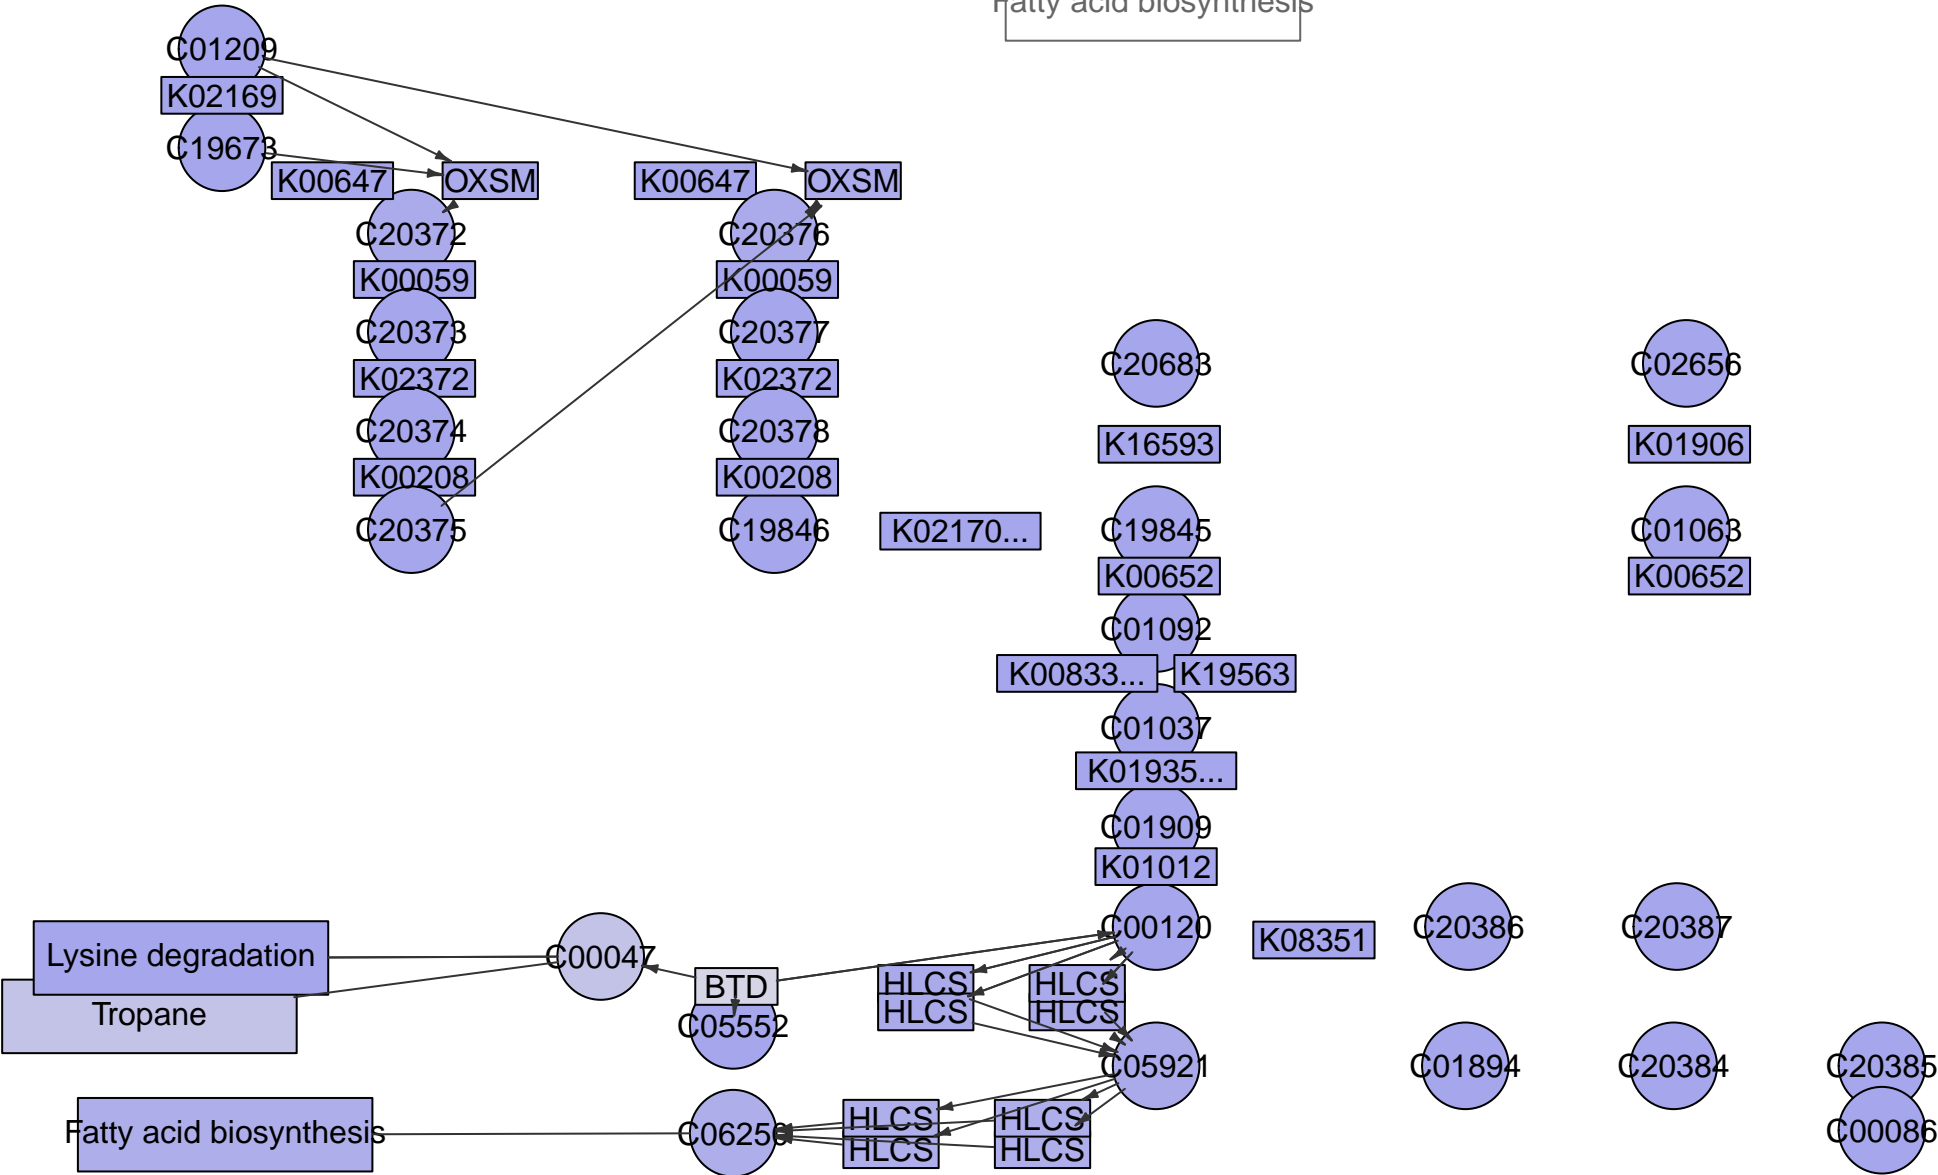 Fatty acid biosynthesis
C01209
K02169
C19673
K00647
OXSM
K00647
OXSM
C20372
C20376
K00059
K00059
C20373
C20377
C20683
C02656
K02372
K02372
C20374
C20378
K16593
K01906
K00208
K00208
C20375
C19846
K02170...
C19845
C01063
K00652
K00652
C01092
K00833...
K19563
C01037
K01935...
C01909
K01012
C00120
K08351
C20386
C20387
Lysine degradation
C00047
BTD
HLCS
HLCS
Tropane
C05552
HLCS
HLCS
C05921
C01894
C20384
C20385
Fatty acid biosynthesis
C06250
HLCS
HLCS
C00086
HLCS
HLCS